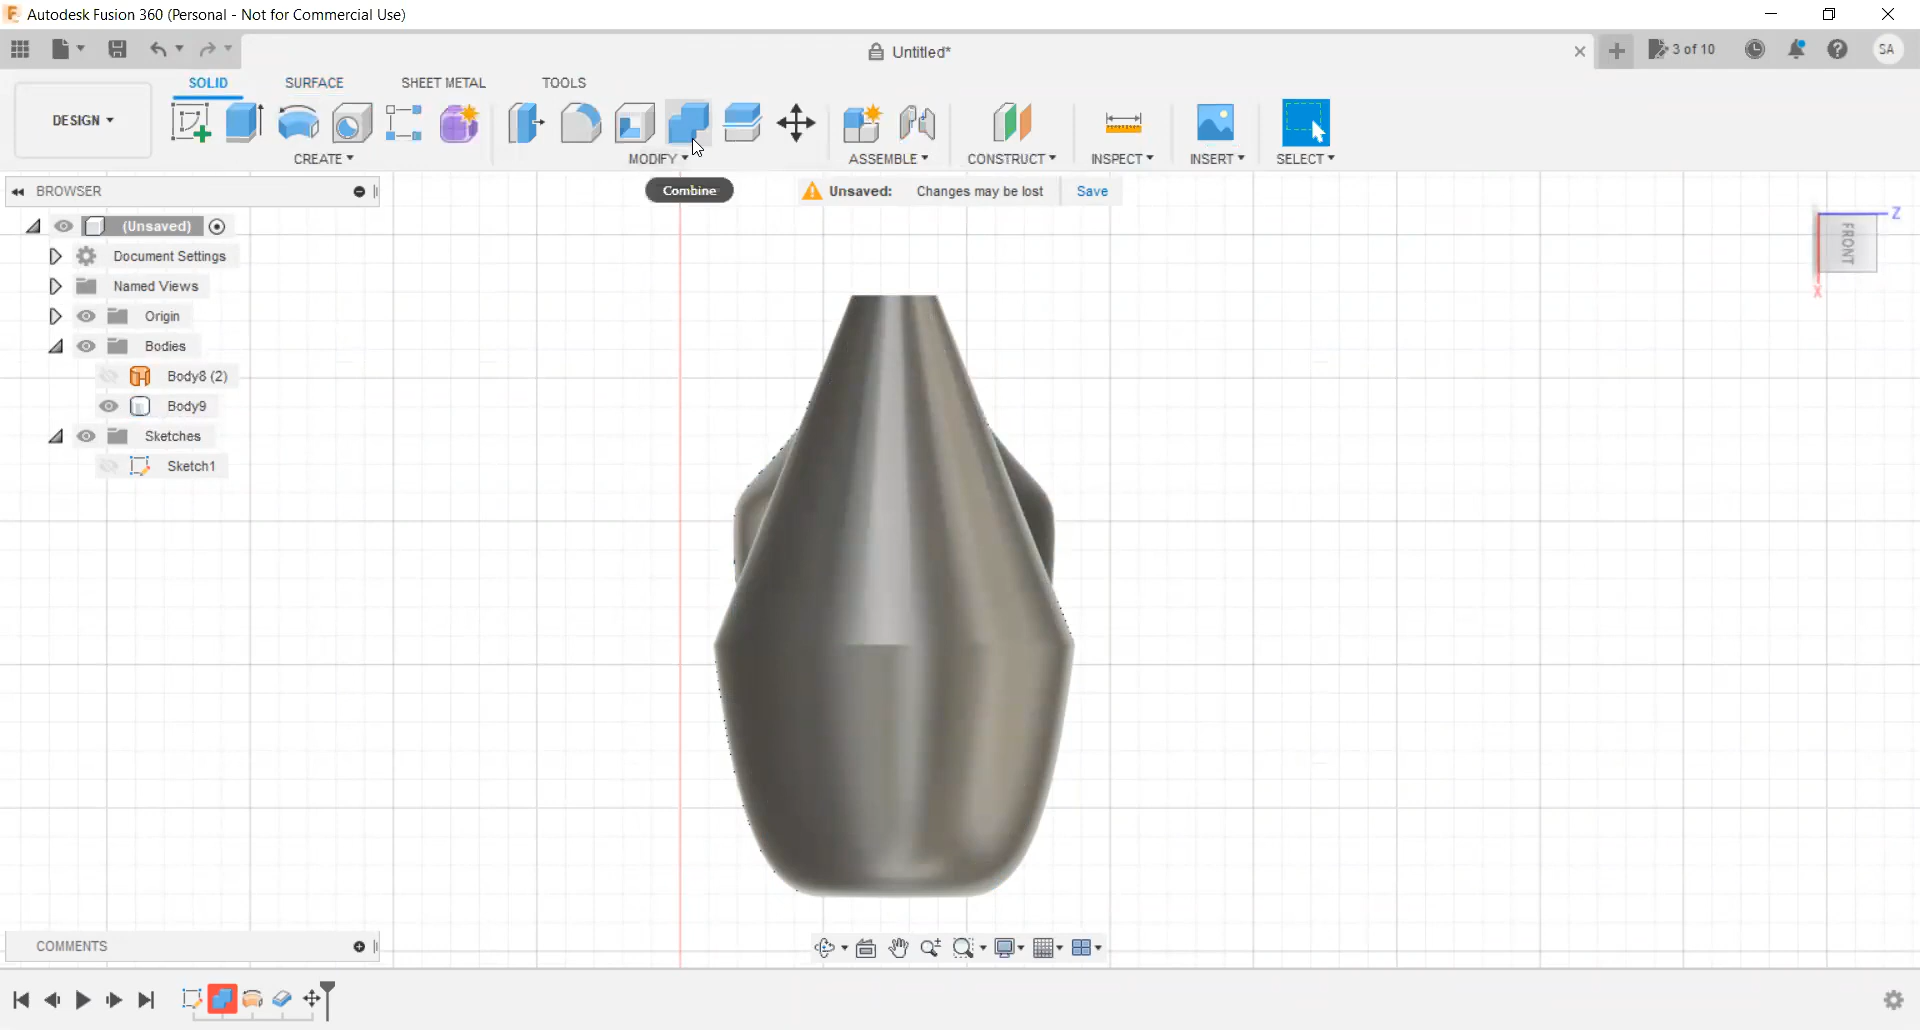 Autodesk Fusion 360 (Personal - Not for Commercial Use)
Untitled*
3 of 10
SA
DESIGN
SOLID
SURFACE
SHEET METAL
TOOLS
CREATE
MODIFY
ASSEMBLE
CONSTRUCT
INSPECT
INSERT
SELECT
BROWSER
Combine
Unsaved: Changes may be lost Save
(Unsaved)
Document Settings
Named Views
Origin
Bodies
Body8 (2)
Body9
Sketches
Sketch1
Z
FRONT
X
COMMENTS